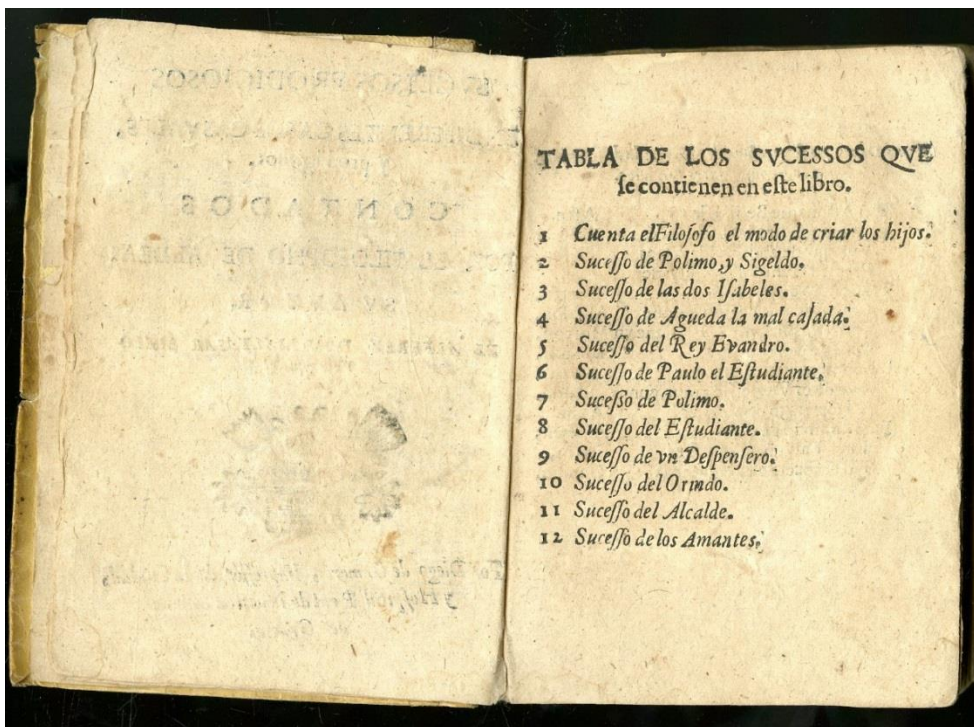 TABLA DE LOS SVCESSOS QVE
ſe contienen en eſte libro.
1 Cuenta el Filoſofo el modo de criar los hijos.
2 Suceſſo de Polimo, y Sigeldo.
3 Suceſſo de las dos Iſabeles.
4 Suceſſo de Agueda la mal caſada.
5 Suceſſo del Rey Evandro.
6 Suceſſo de Paulo el Eſtudiante.
7 Suceßo de Polimo.
8 Suceſſo del Eſtudiante.
9 Suceſſo de vn Deſpenſero.
10 Suceſſo del Orindo.
11 Suceſſo del Alcalde.
12 Suceſſo de los Amantes.